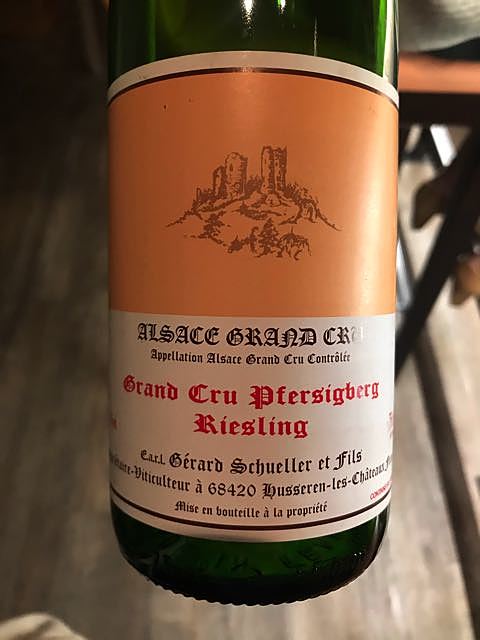 ALSACE GRAND CRU
Appellation Alsace Grand Cru Contrôlée
Grand Cru Pfersigberg
Riesling
E.a.r.l. Gérard Schueller et Fils
à 68420 Husseren-les-Châteaux
Mise en bouteille à la propriété